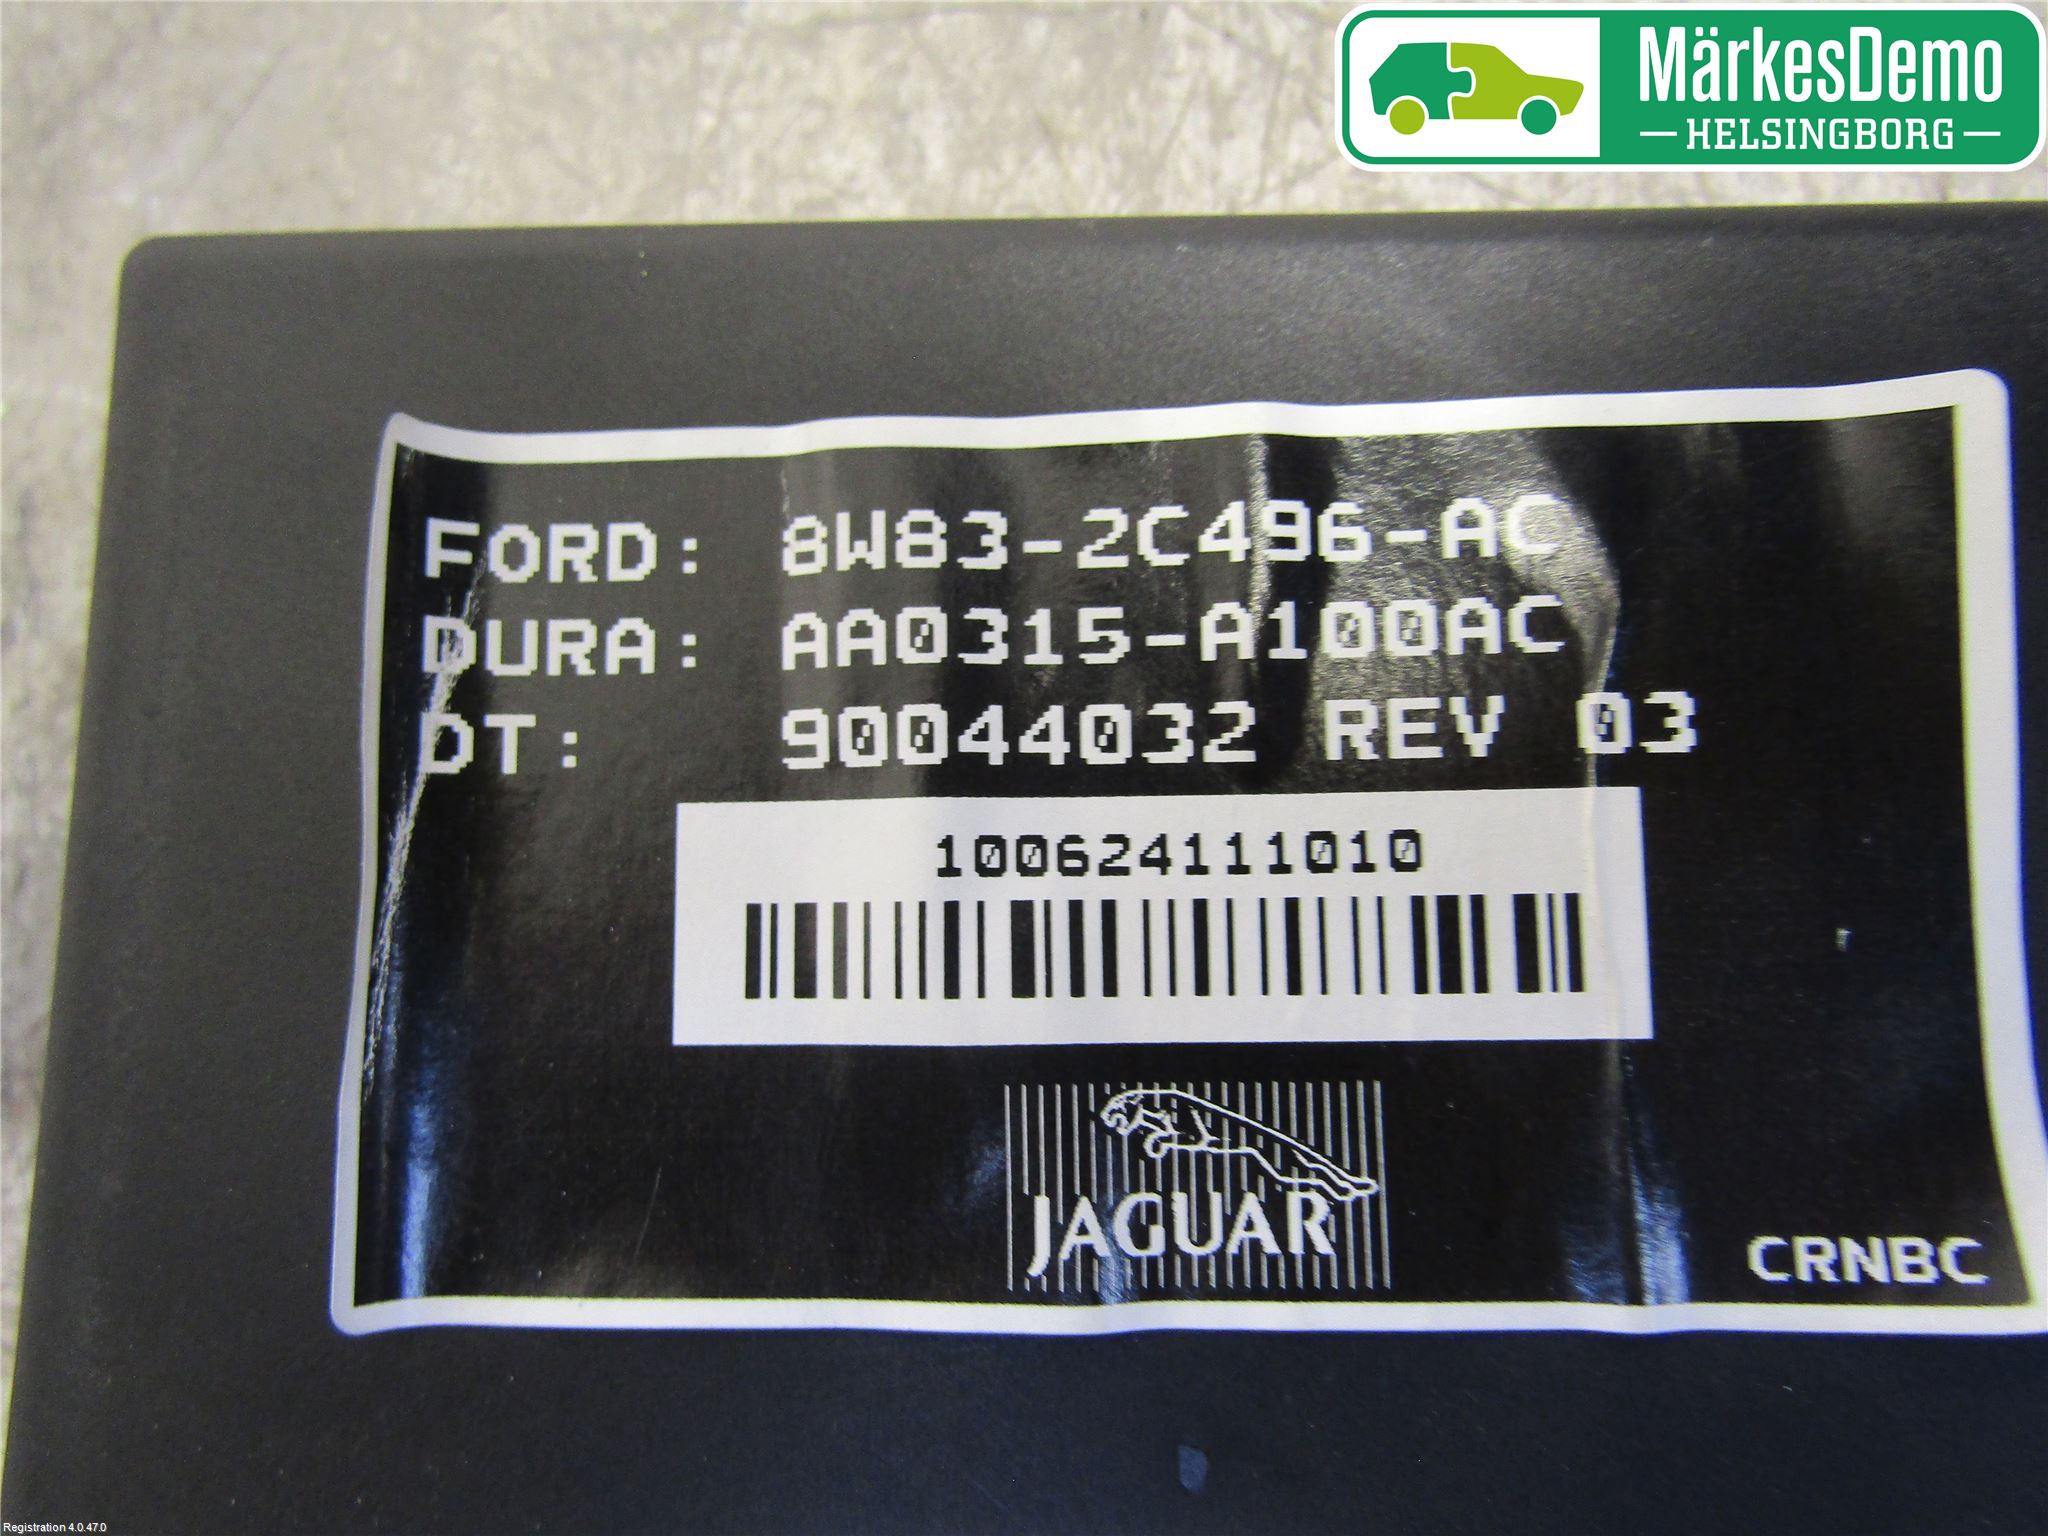 MärkesDemo
HELSINGBORG
FORD: 8W83-2C496-AC
DURA: AA0315-A100AC
DT: 90044032 REV 03
100624111010
JAGUAR
CRNBC
Registration 4.0.47.0